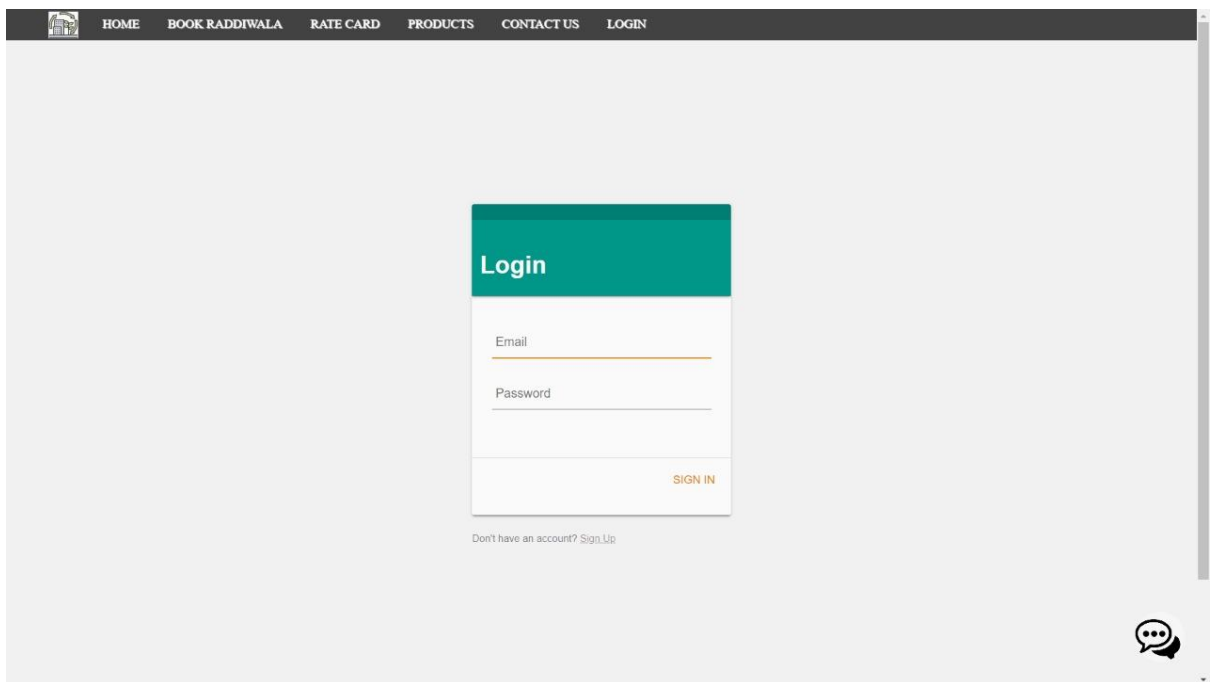 HOME BOOK RADDIWALA RATE CARD PRODUCTS CONTACT US LOGIN
Login
Email
Password
SIGN IN
Don't have an account? Sign Up